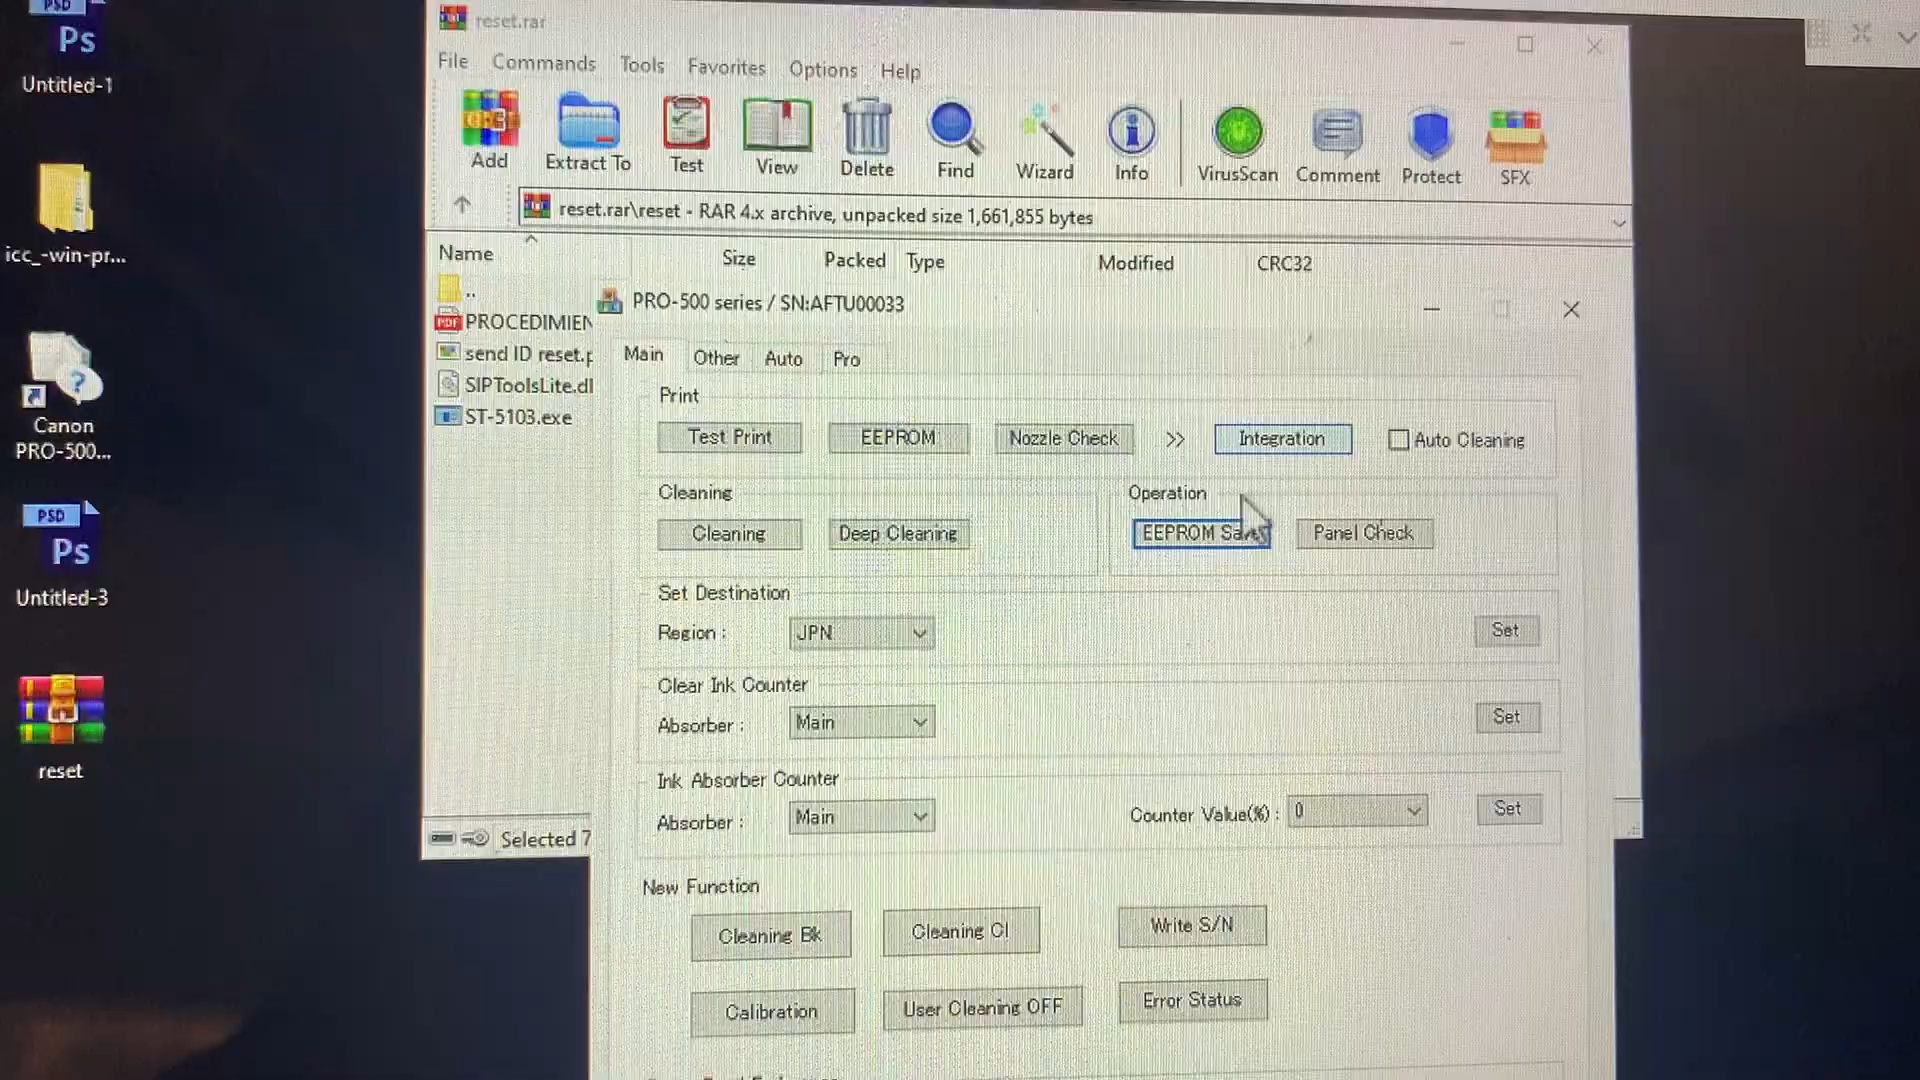 PSD
Ps
Untitled-1
icc_-win-pr...
Canon
PRO-500...
PSD
Ps
Untitled-3
reset
reset.rar
File Commands Tools Favorites Options Help
Add Extract To Test View Delete Find Wizard Info VirusScan Comment Protect SFX
reset.rar\reset - RAR 4.x archive, unpacked size 1,661,855 bytes
Name Size Packed Type Modified CRC32
..
PROCEDIMIEN
send ID reset.p
SIPToolsLite.dl
ST-5103.exe
Selected 7
PRO-500 series / SN:AFTU00033
Main Other Auto Pro
Print
Test Print EEPROM Nozzle Check >> Integration Auto Cleaning
Cleaning Operation
Cleaning Deep Cleaning EEPROM Save Panel Check
Set Destination
Region : JPN Set
Clear Ink Counter
Absorber : Main Set
Ink Absorber Counter
Absorber : Main Counter Value(%) : 0 Set
New Function
Cleaning Bk Cleaning Cl Write S/N
Calibration User Cleaning OFF Error Status